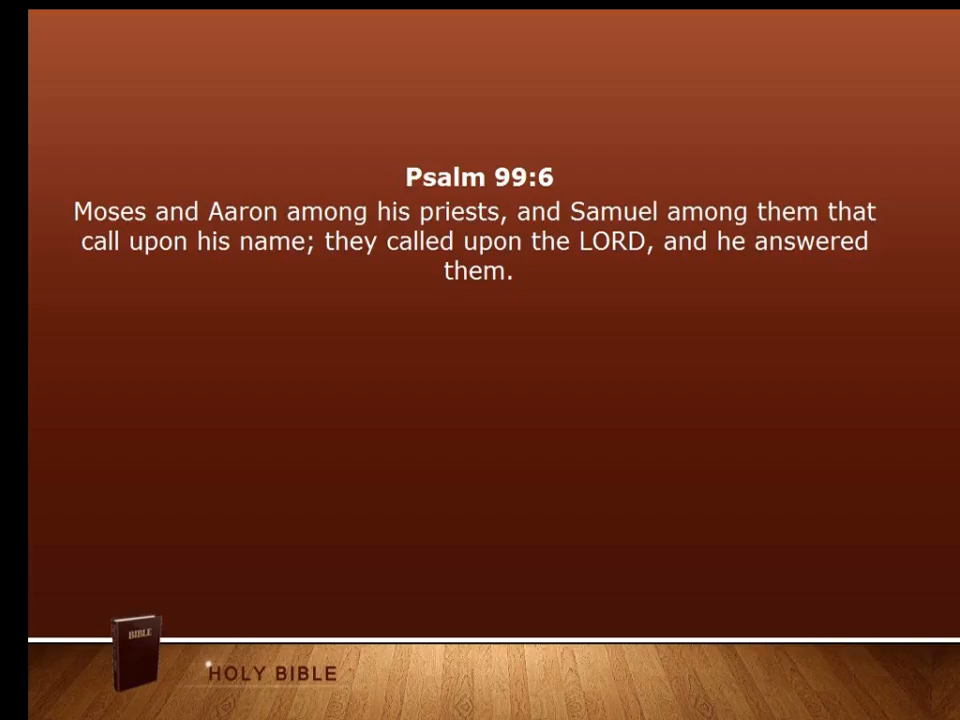 Psalm 99:6
Moses and Aaron among his priests, and Samuel among them that
call upon his name; they called upon the LORD, and he answered
them.
BIBLE
HOLY BIBLE